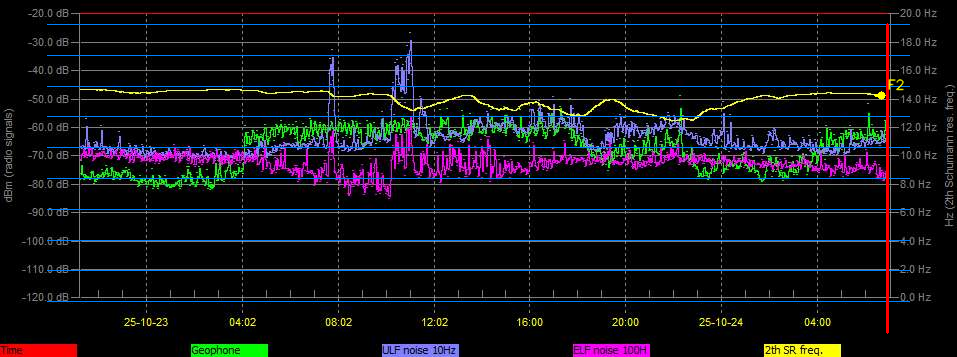 -20.0 dB 20.0 Hz
-30.0 dB 18.0 Hz
-40.0 dB 16.0 Hz
-50.0 dB F2 14.0 Hz
-60.0 dB 12.0 Hz
-70.0 dB 10.0 Hz
-80.0 dB 8.0 Hz
-90.0 dB 6.0 Hz
-100.0 dB 4.0 Hz
-110.0 dB 2.0 Hz
-120.0 dB 0.0 Hz
dBm (radio signals)
Hz (2th Schumann res. freq.)
25-10-23 04:02 08:02 12:02 16:00 20:00 25-10-24 04:00
Time Geophone ULF noise 10Hz ELF noise 100H 2th SR freq.